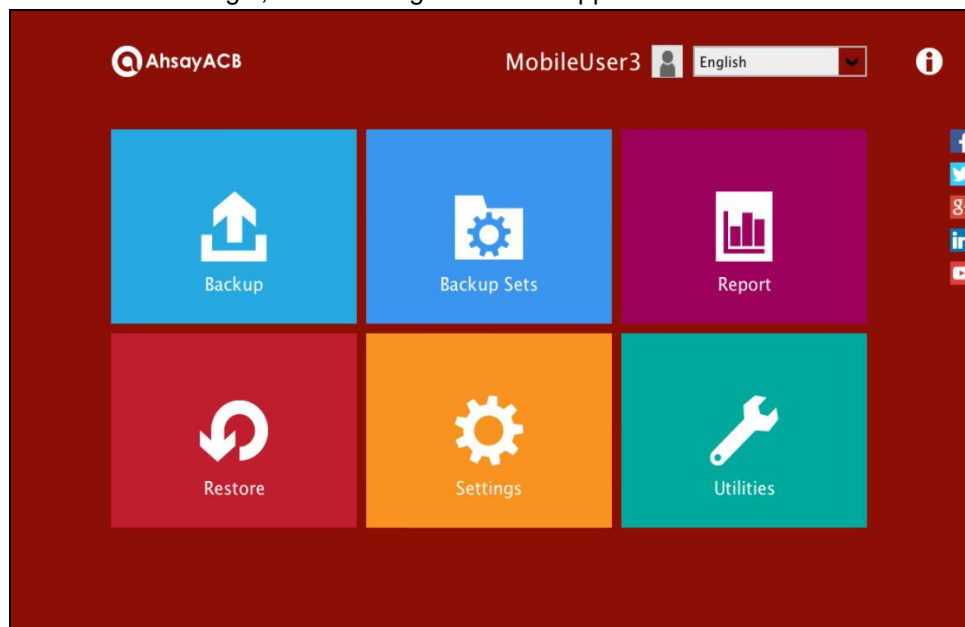 AhsayACB
MobileUser3
English
Backup
Backup Sets
Report
Restore
Settings
Utilities